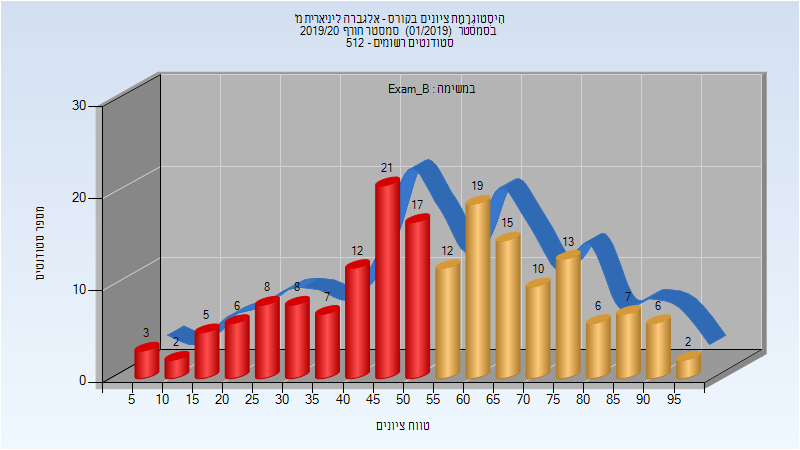 היסטוגרמת ציונים בקורס - אלגברה ליניארית מ'
בסמסטר (01/2019) סמסטר חורף 2019/20
סטודנטים רשומים - 512
במשימה : Exam_B
מספר סטודנטים
30
20
10
0
3 2 5 6 8 8 7 12 21 17 12 19 15 10 13 6 7 6 2
5 10 15 20 25 30 35 40 45 50 55 60 65 70 75 80 85 90 95
טווח ציונים